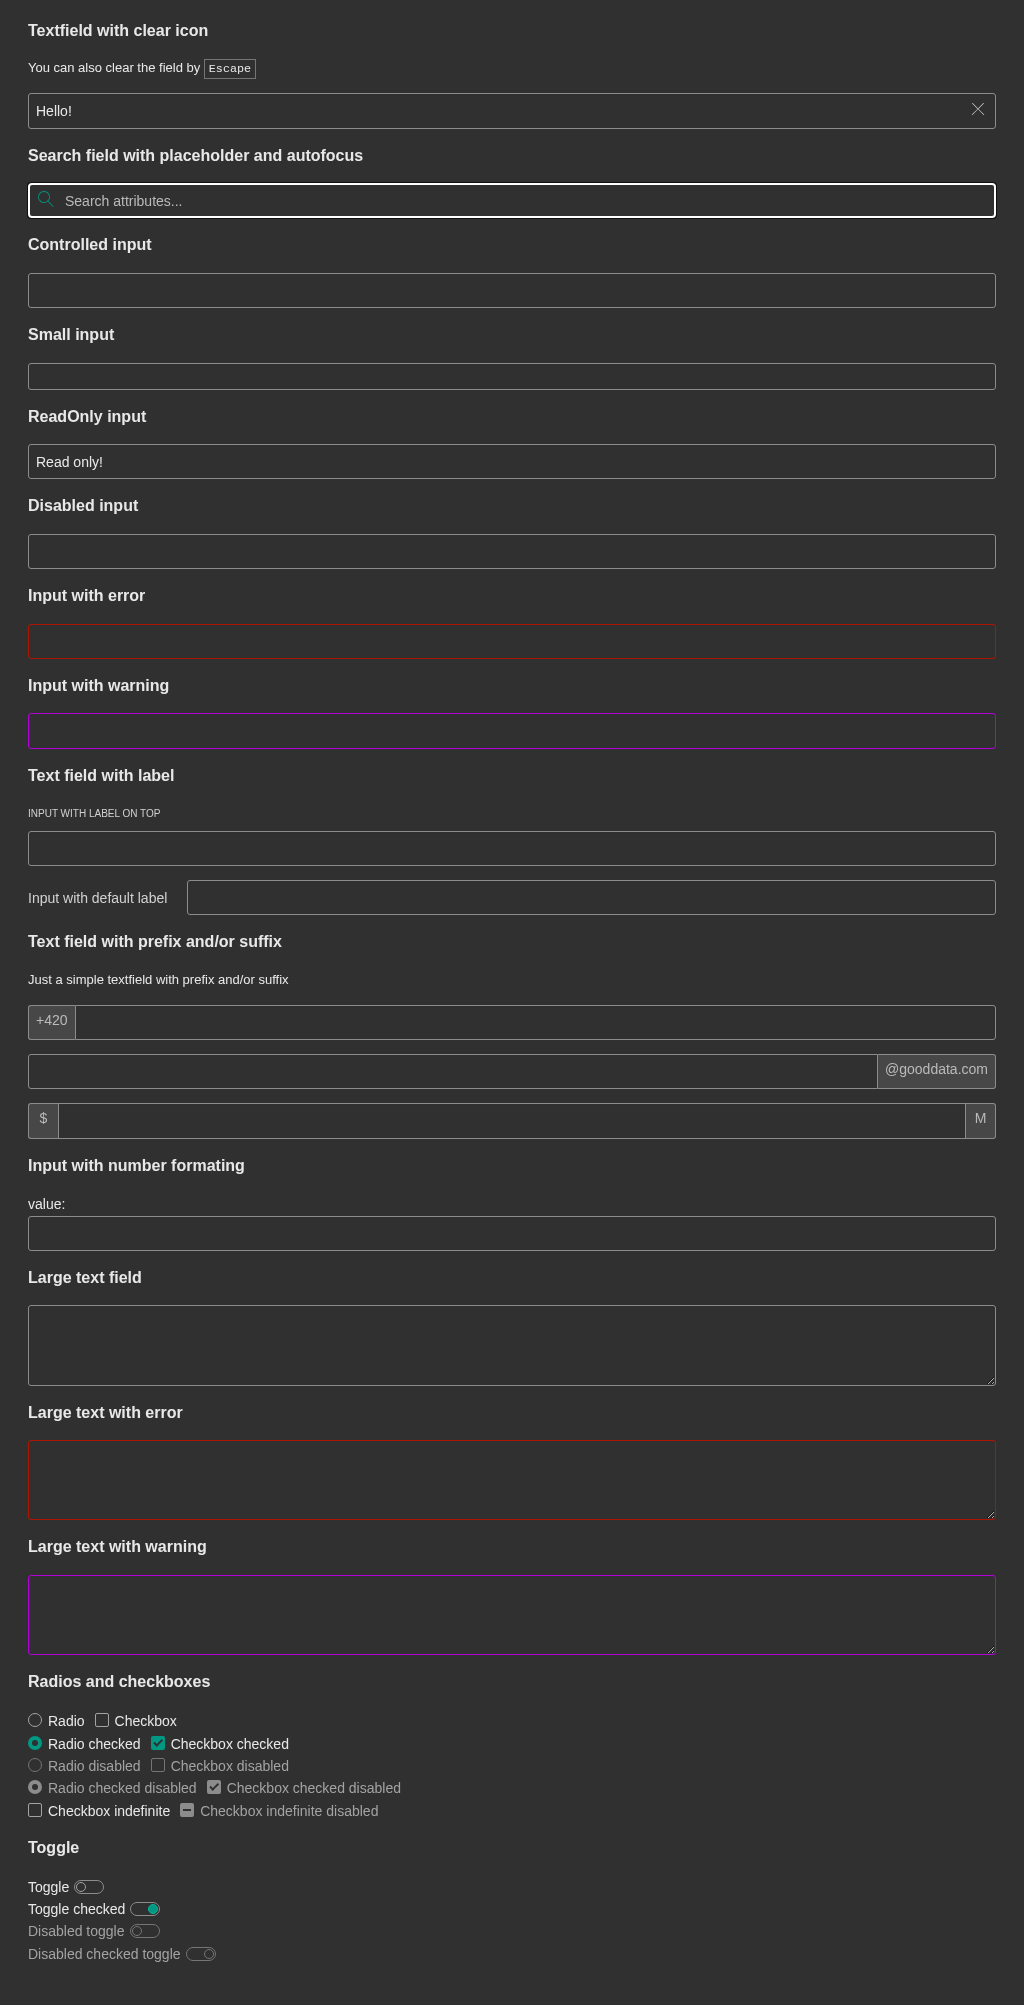 Textfield with clear icon
You can also clear the field by Escape
Hello!
Search field with placeholder and autofocus
Search attributes...
Controlled input
Small input
ReadOnly input
Read only!
Disabled input
Input with error
Input with warning
Text field with label
INPUT WITH LABEL ON TOP
Input with default label
Text field with prefix and/or suffix
Just a simple textfield with prefix and/or suffix
+420
@gooddata.com
$ M
Input with number formating
value:
Large text field
Large text with error
Large text with warning
Radios and checkboxes
Radio Checkbox
Radio checked Checkbox checked
Radio disabled Checkbox disabled
Radio checked disabled Checkbox checked disabled
Checkbox indefinite Checkbox indefinite disabled
Toggle
Toggle
Toggle checked
Disabled toggle
Disabled checked toggle